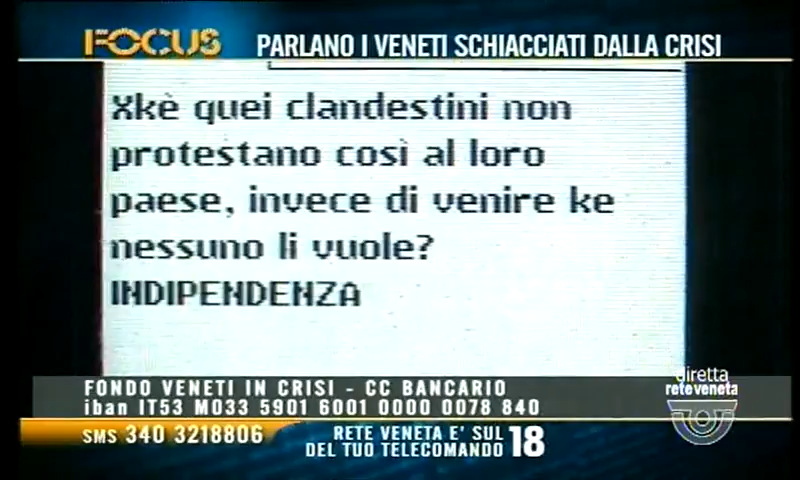 FOCUS PARLANO I VENETI SCHIACCIATI DALLA CRISI
Xkè quei clandestini non
protestano così al loro
paese, invece di venire ke
nessuno li vuole?
INDIPENDENZA
FONDO VENETI IN CRISI - CC BANCARIO
iban IT53 M033 5901 6001 0000 0078 840
diretta
reteveneta
SMS 340 3218806
RETE VENETA E' SUL
DEL TUO TELECOMANDO 18